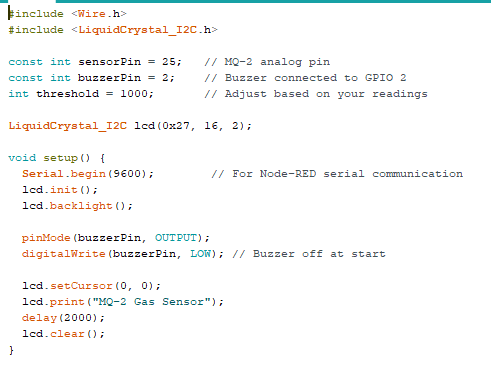 #include <Wire.h>
#include <LiquidCrystal_I2C.h>

const int sensorPin = 25;   // MQ-2 analog pin
const int buzzerPin = 2;    // Buzzer connected to GPIO 2
int threshold = 1000;       // Adjust based on your readings

LiquidCrystal_I2C lcd(0x27, 16, 2);

void setup() {
  Serial.begin(9600);        // For Node-RED serial communication
  lcd.init();
  lcd.backlight();

  pinMode(buzzerPin, OUTPUT);
  digitalWrite(buzzerPin, LOW); // Buzzer off at start

  lcd.setCursor(0, 0);
  lcd.print("MQ-2 Gas Sensor");
  delay(2000);
  lcd.clear();
}